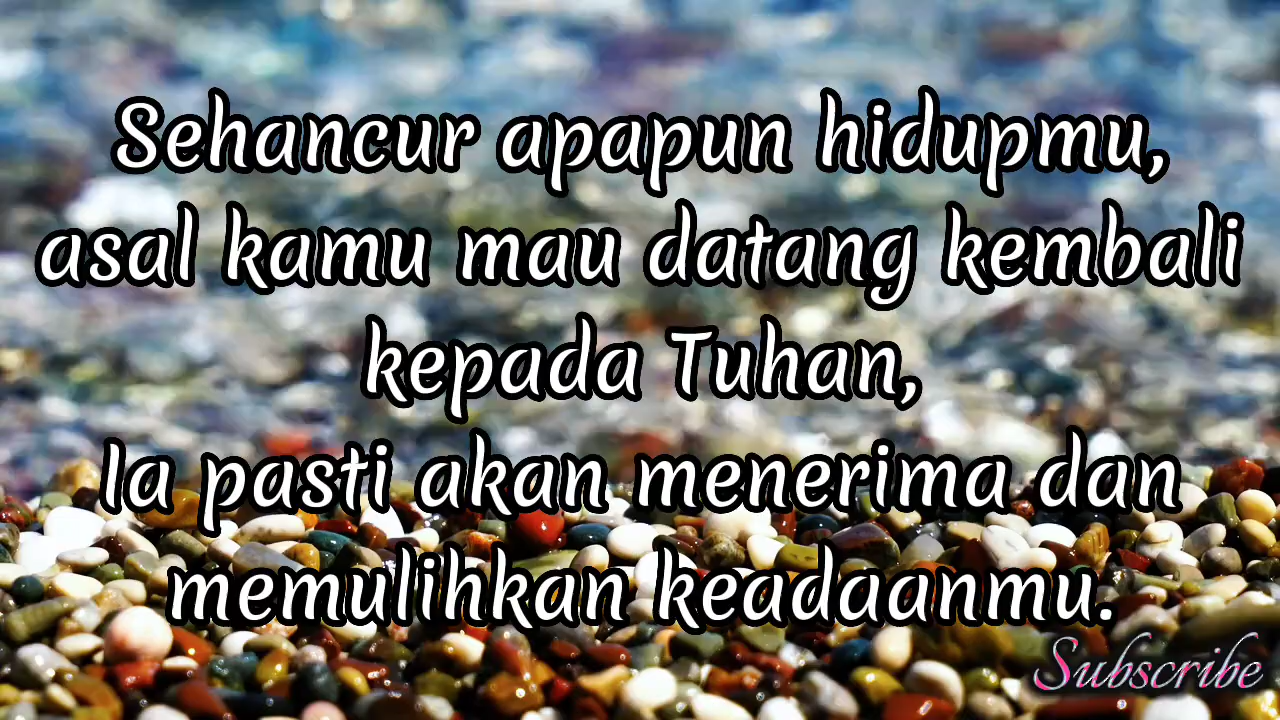 Sehancur apapun hidupmu,
asal kamu mau datang kembali
kepada Tuhan,
Ia pasti akan menerima dan
memulihkan keadaanmu.
Subscribe